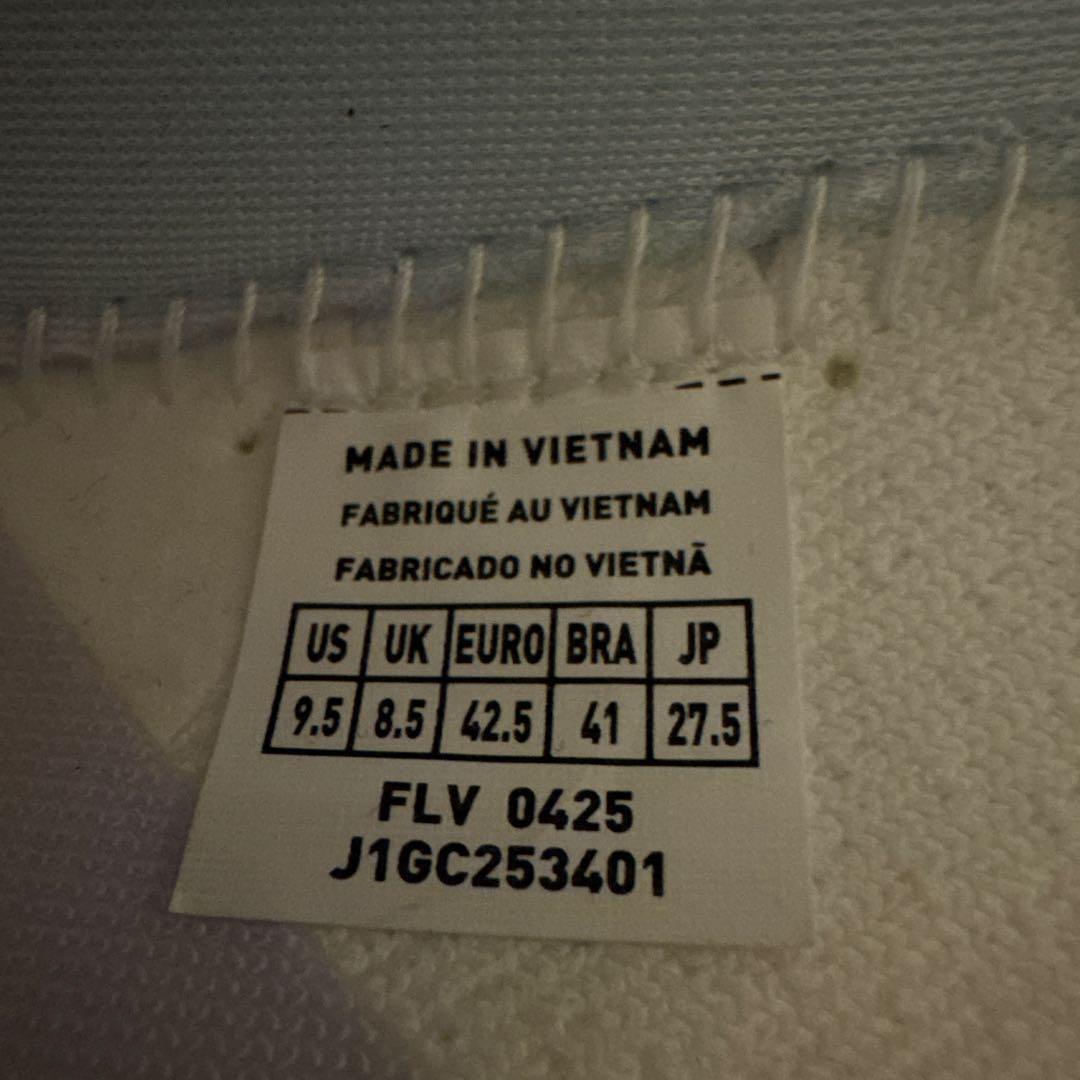 MADE IN VIETNAM
FABRIQUÉ AU VIETNAM
FABRICADO NO VIETNÃ
US UK EURO BRA JP
9.5 8.5 42.5 41 27.5
FLV 0425
J1GC253401